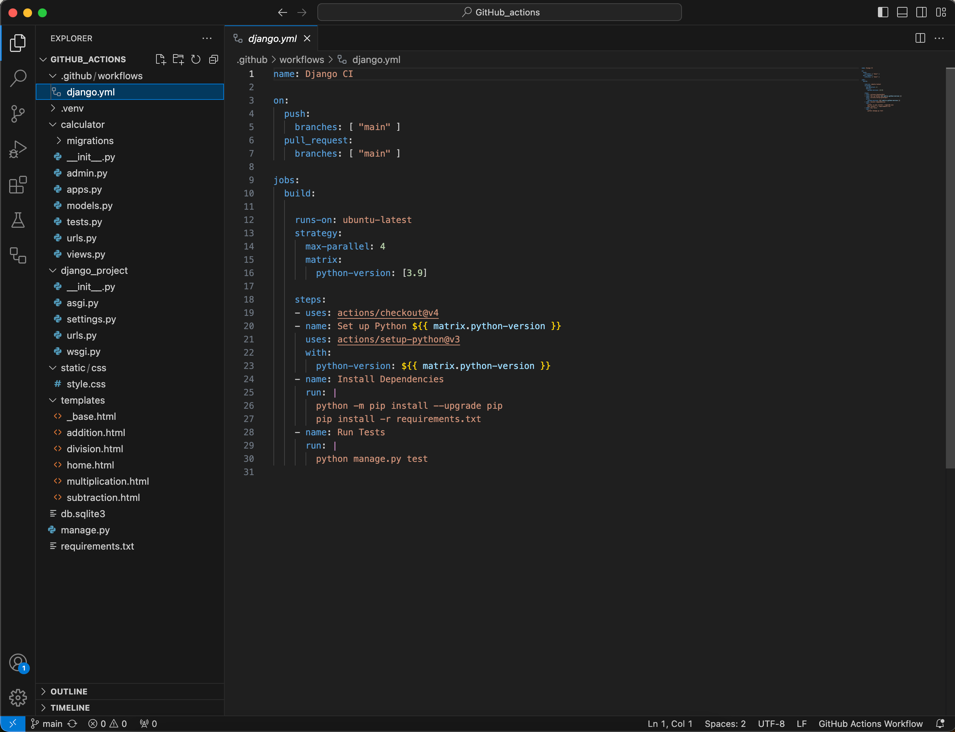 GitHub_actions
EXPLORER
GITHUB_ACTIONS
.github/workflows
django.yml
.venv
calculator
migrations
__init__.py
admin.py
apps.py
models.py
tests.py
urls.py
views.py
django_project
__init__.py
asgi.py
settings.py
urls.py
wsgi.py
static/css
# style.css
templates
<> _base.html
<> addition.html
<> division.html
<> home.html
<> multiplication.html
<> subtraction.html
db.sqlite3
manage.py
requirements.txt
OUTLINE
TIMELINE
1
django.yml
.github > workflows > django.yml
1 name: Django CI
2
3 on:
4   push:
5     branches: [ "main" ]
6   pull_request:
7     branches: [ "main" ]
8
9 jobs:
10   build:
11
12     runs-on: ubuntu-latest
13     strategy:
14       max-parallel: 4
15       matrix:
16         python-version: [3.9]
17
18     steps:
19     - uses: actions/checkout@v4
20     - name: Set up Python ${{ matrix.python-version }}
21       uses: actions/setup-python@v3
22       with:
23         python-version: ${{ matrix.python-version }}
24     - name: Install Dependencies
25       run: |
26         python -m pip install --upgrade pip
27         pip install -r requirements.txt
28     - name: Run Tests
29       run: |
30         python manage.py test
31
main 0 0 0 Ln 1, Col 1 Spaces: 2 UTF-8 LF GitHub Actions Workflow